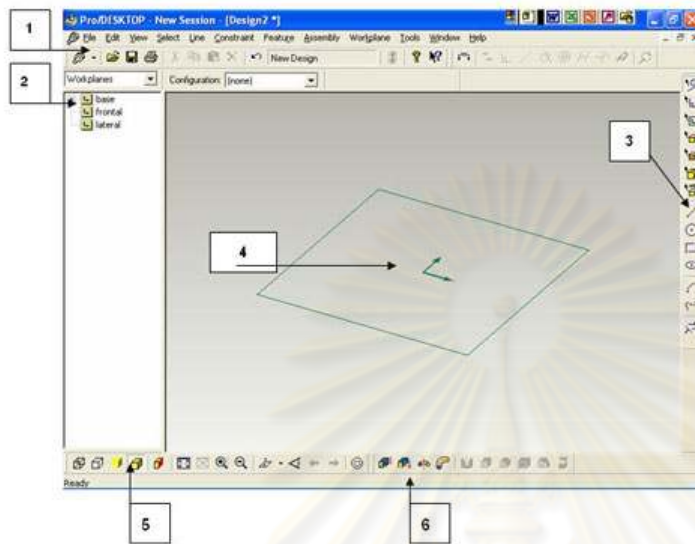 Pro/DESKTOP - New Session - [Design2 *]
1
File Edit View Select Line Constraint Feature Assembly Workplane Tools Window Help
New Design
2
Workplanes
Configuration: (none)
base
frontal
lateral
3
4
Ready
5
6